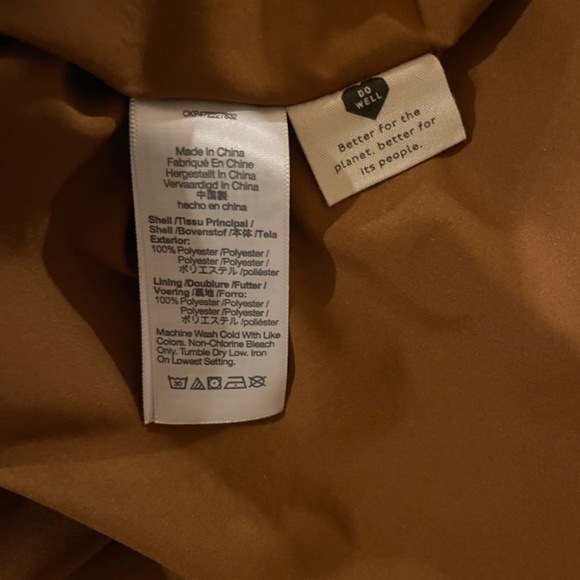 CKP472227832
Made in China
Fabriqué En Chine
Hergestellt in China
Vervaardigd in China
中国製
hecho en china
Shell /Tissu Principal /
Shell /Bovenstof /本体 /Tela
Exterior:
100% Polyester /Polyester /
Polyester /Polyester /
ポリエステル /poliéster
Lining /Doublure /Futter /
Voering /裏地 /Forro:
100% Polyester /Polyester /
Polyester /Polyester /
ポリエステル /poliéster
Machine Wash Cold With Like
Colors. Non-Chlorine Bleach
Only. Tumble Dry Low. Iron
On Lowest Setting.
30
DO
WELL
Better for the
planet, better for
its people.